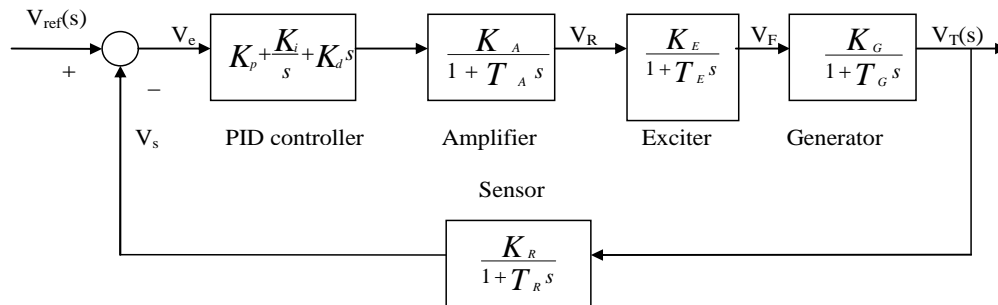 V_ref(s)
+
−
V_e
K_p + K_i/s + K_d s
K_A
1 + T_A s
V_R
K_E
1 + T_E s
V_F
K_G
1 + T_G s
V_T(s)
V_s
PID controller
Amplifier
Exciter
Generator
Sensor
K_R
1 + T_R s